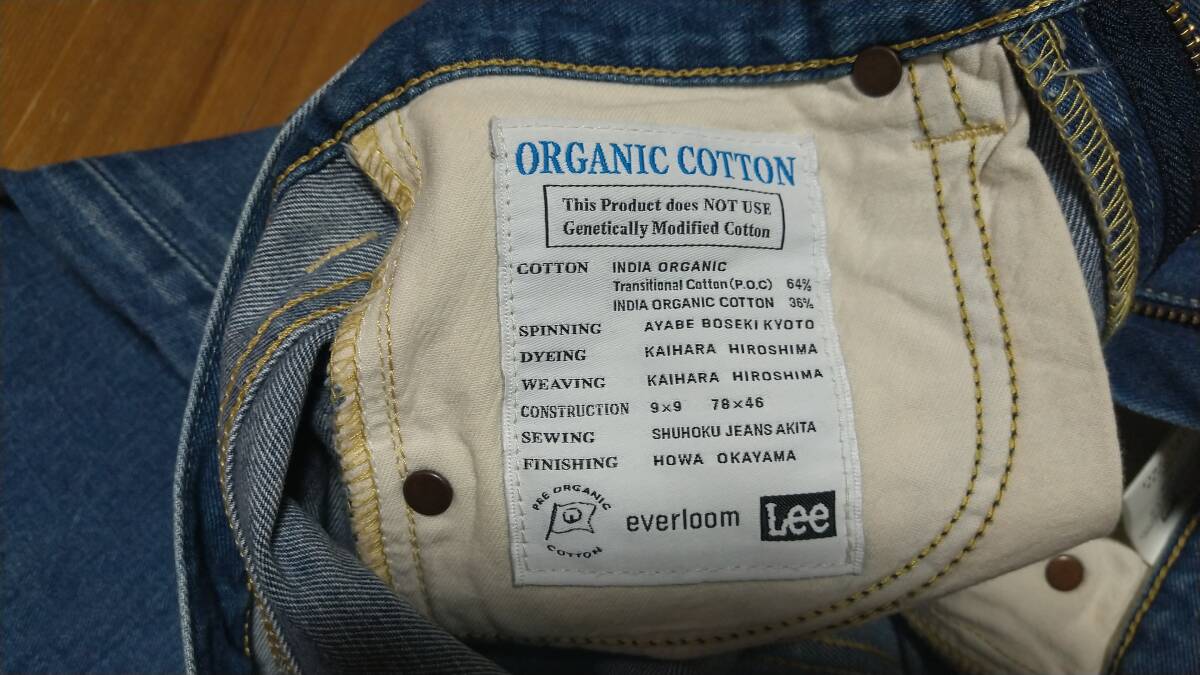 ORGANIC COTTON
This Product does NOT USE
Genetically Modified Cotton
COTTON INDIA ORGANIC
Transitional Cotton(P.O.C) 64%
INDIA ORGANIC COTTON 36%
SPINNING AYABE BOSEKI KYOTO
DYEING KAIHARA HIROSHIMA
WEAVING KAIHARA HIROSHIMA
CONSTRUCTION 9×9 78×46
SEWING SHUHOKU JEANS AKITA
FINISHING HOWA OKAYAMA
PRE ORGANIC
COTTON
everloom Lee